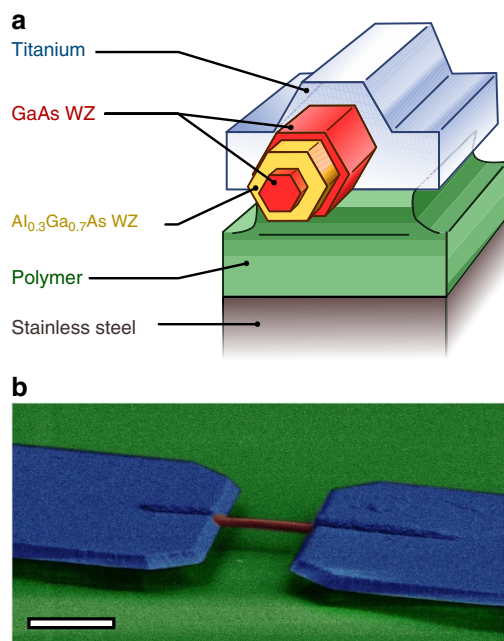 a
Titanium
GaAs WZ
Al0.3Ga0.7As WZ
Polymer
Stainless steel
b